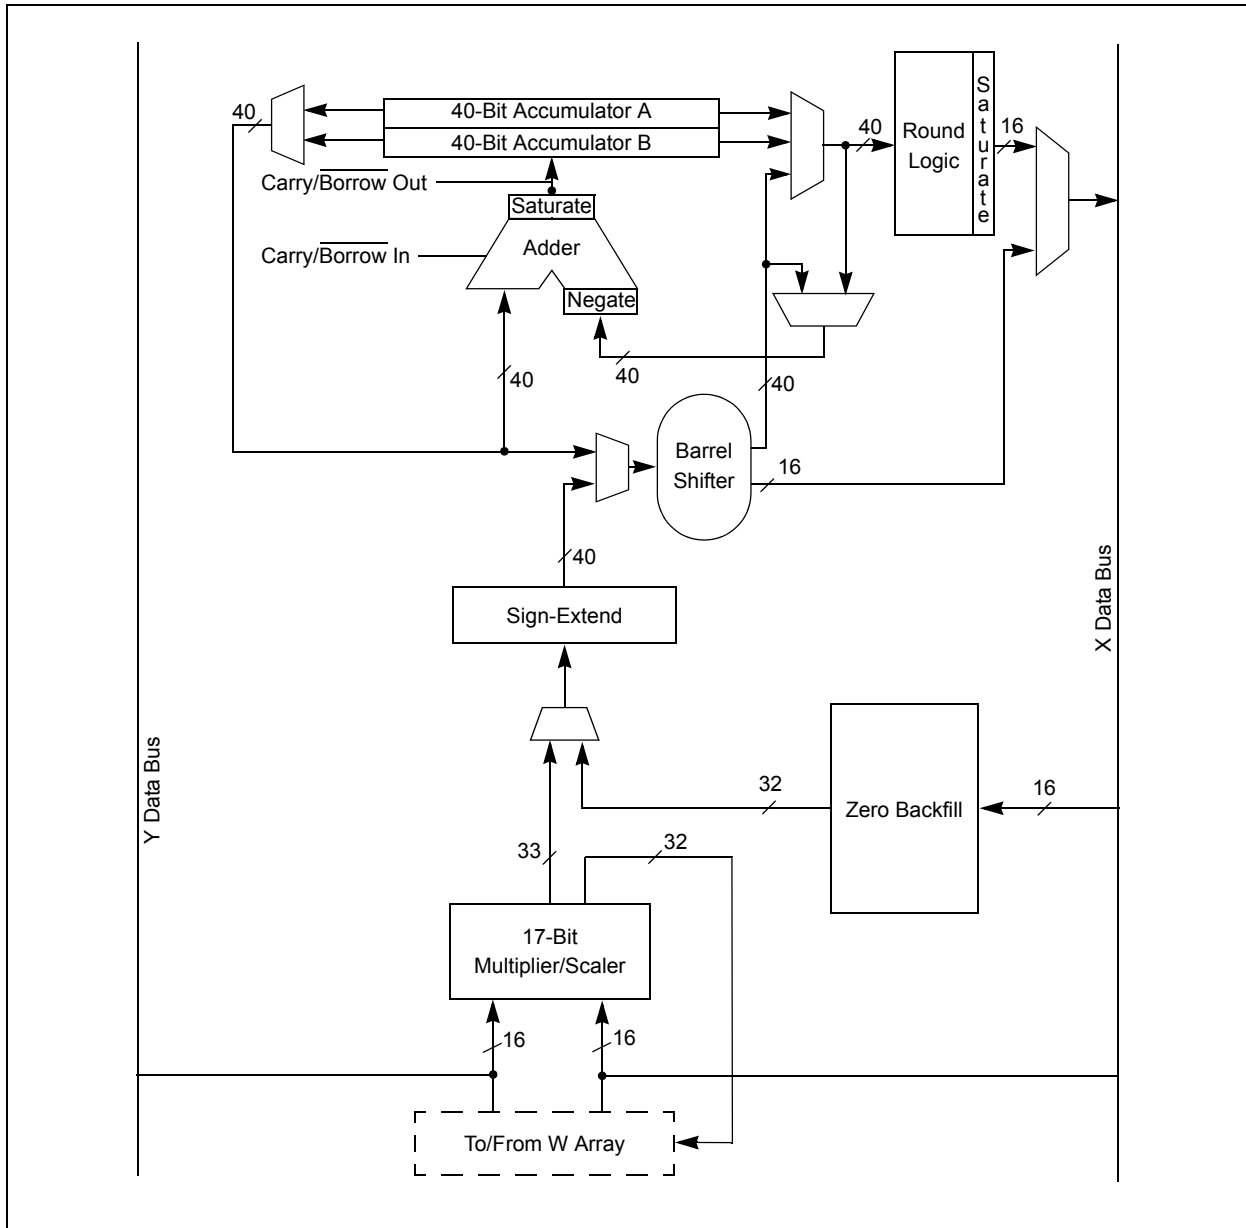 40
40-Bit Accumulator A
40-Bit Accumulator B
40
Round
Logic
Saturate
16
Carry/Borrow Out
Saturate
Carry/Borrow In
Adder
Negate
40
40
40
Barrel
Shifter
16
40
Sign-Extend
X Data Bus
Y Data Bus
32
Zero Backfill
16
33
32
17-Bit
Multiplier/Scaler
16
16
To/From W Array